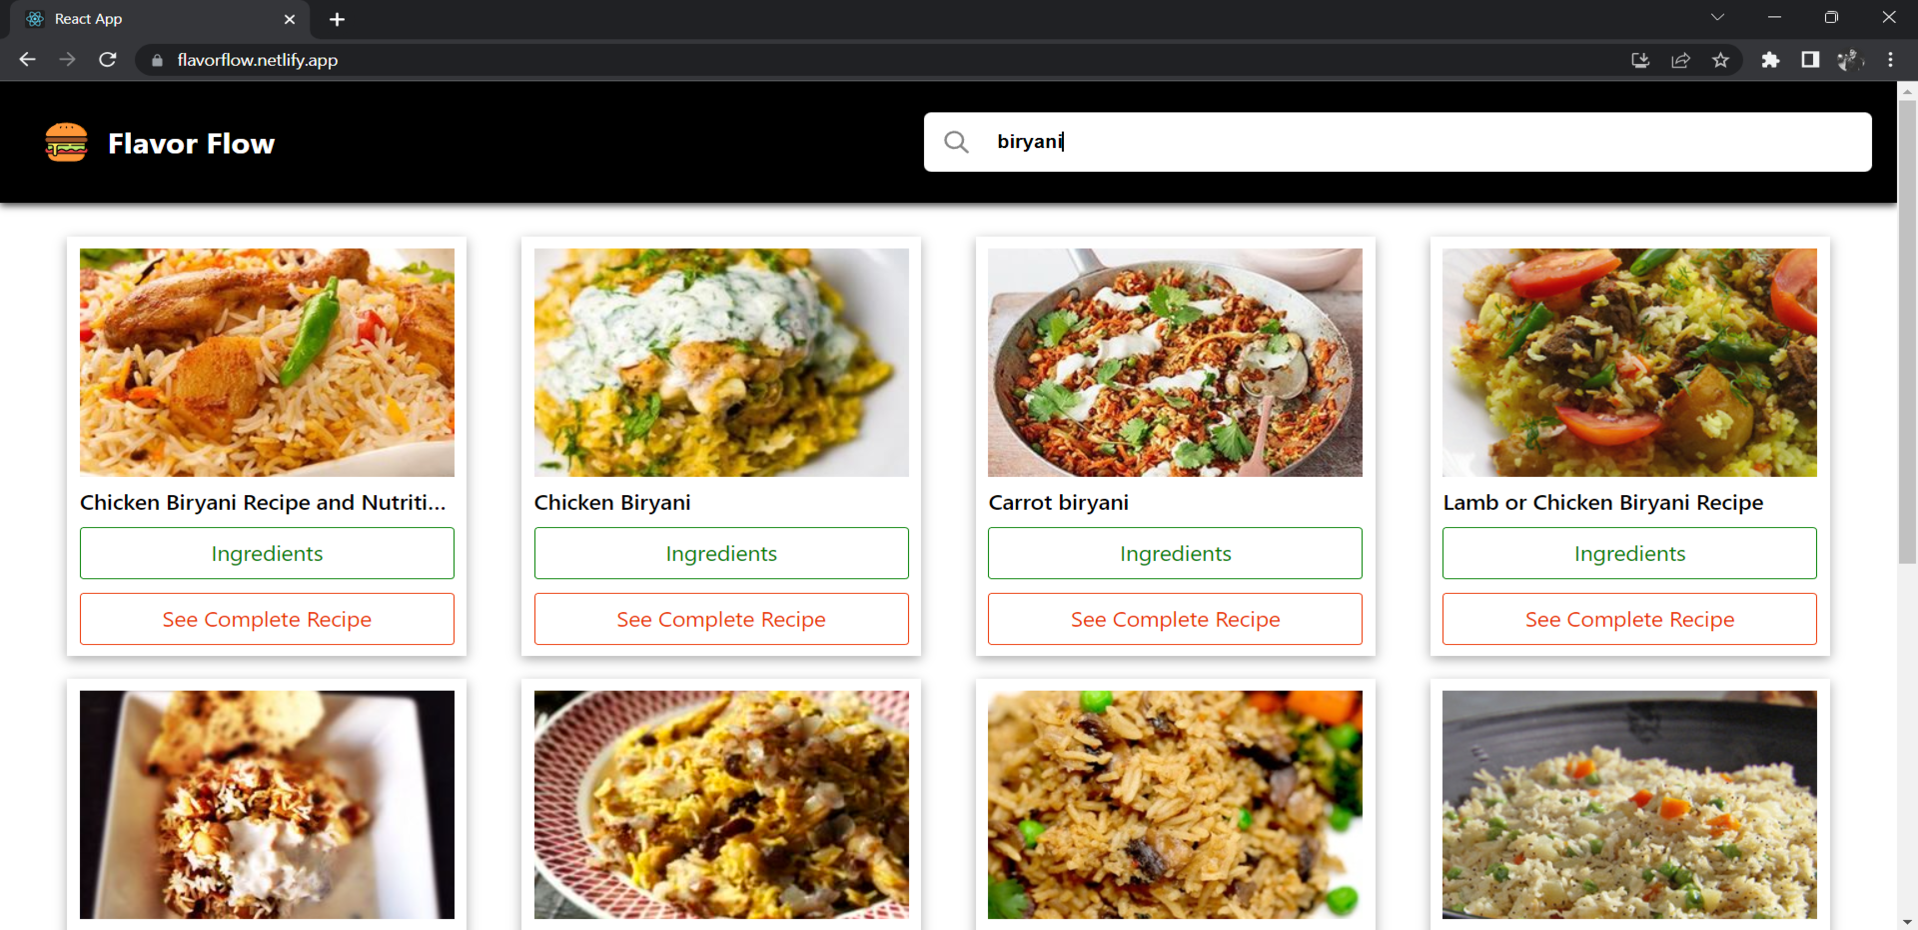 React App
flavorflow.netlify.app
Flavor Flow
biryani
Chicken Biryani Recipe and Nutriti...
Chicken Biryani
Carrot biryani
Lamb or Chicken Biryani Recipe
Ingredients
Ingredients
Ingredients
Ingredients
See Complete Recipe
See Complete Recipe
See Complete Recipe
See Complete Recipe